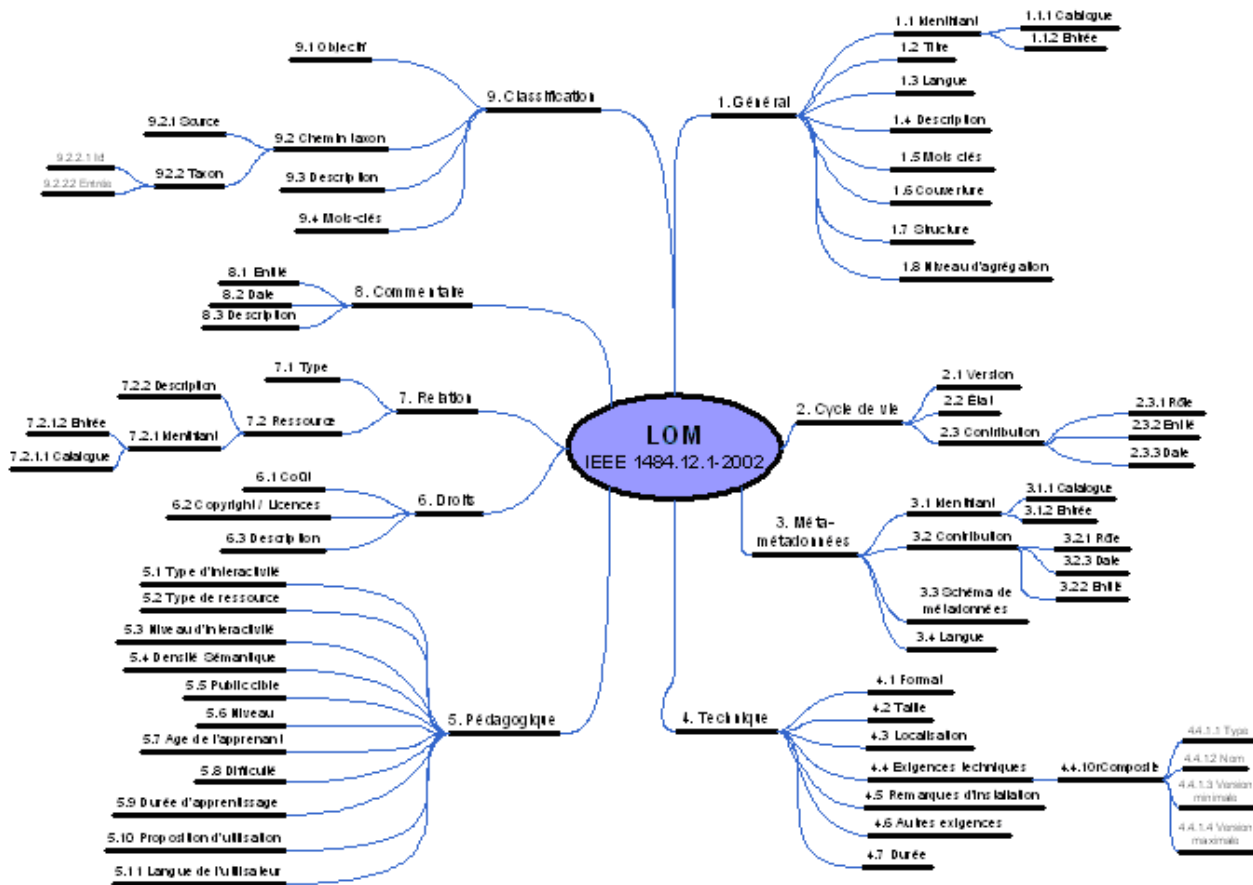 LOM
IEEE 1484.12.1-2002
1. Général
1.1 Identifiant
1.1.1 Catalogue
1.1.2 Entrée
1.2 Titre
1.3 Langue
1.4 Description
1.5 Mots clés
1.6 Couverture
1.7 Structure
1.8 Niveau d'agrégation
2. Cycle de vie
2.1 Version
2.2 État
2.3 Contribution
2.3.1 Rôle
2.3.2 Entité
2.3.3 Date
3. Méta-
métadonnées
3.1 Identifiant
3.1.1 Catalogue
3.1.2 Entrée
3.2 Contribution
3.2.1 Rôle
3.2.3 Date
3.2.2 Entité
3.3 Schéma de
métadonnées
3.4 Langue
4. Technique
4.1 Format
4.2 Taille
4.3 Localisation
4.4 Exigences techniques
4.4.1OrComposite
4.4.1.1 Type
4.4.1.2 Nom
4.4.1.3 Version
minimale
4.4.1.4 Version
maximale
4.5 Remarques d'installation
4.6 Autres exigences
4.7 Durée
5. Pédagogique
5.1 Type d'interactivité
5.2 Type de ressource
5.3 Niveau d'interactivité
5.4 Densité Sémantique
5.5 Public cible
5.6 Niveau
5.7 Age de l'apprenant
5.8 Difficulté
5.9 Durée d'apprentissage
5.10 Proposition d'utilisation
5.11 Langue de l'utilisateur
6. Droits
6.1 Coût
6.2 Copyright / Licences
6.3 Description
7. Relation
7.1 Type
7.2 Ressource
7.2.2 Description
7.2.1 Identifiant
7.2.1.2 Entrée
7.2.1.1 Catalogue
8. Commentaire
8.1 Entité
8.2 Date
8.3 Description
9. Classification
9.1 Objectif
9.2 Chemin taxon
9.2.1 Source
9.2.2 Taxon
9.2.2.1 Id
9.2.2.2 Entrée
9.3 Description
9.4 Mots-clés